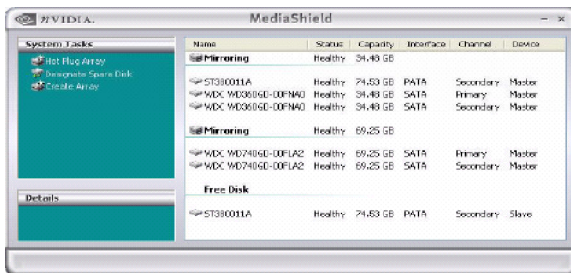 nVIDIA. MediaShield
System Tasks
Hot Plug Array
Designate Spare Disk
Create Array
Details
Name Status Capacity Interface Channel Device
Mirroring Healthy 34.48 GB
ST380011A Healthy 74.53 GB PATA Secondary Master
WDC WD360GD-00FNA0 Healthy 34.48 GB SATA Primary Master
WDC WD360GD-00FNA0 Healthy 34.48 GB SATA Secondary Master
Mirroring Healthy 69.25 GB
WDC WD740GD-00FLA2 Healthy 69.25 GB SATA Primary Master
WDC WD740GD-00FLA2 Healthy 69.25 GB SATA Secondary Master
Free Disk
ST380011A Healthy 74.53 GB PATA Secondary Slave